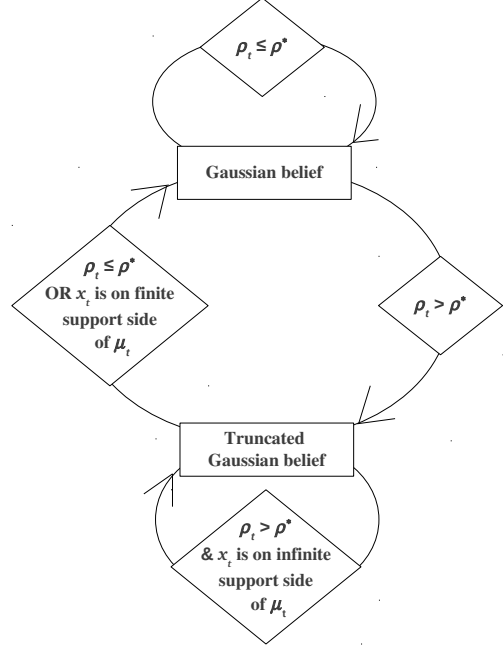 ρ_t ≤ ρ*
Gaussian belief
ρ_t ≤ ρ*
OR x_t is on finite
support side
of μ_t
ρ_t > ρ*
Truncated
Gaussian belief
ρ_t > ρ*
& x_t is on infinite
support side
of μ_t